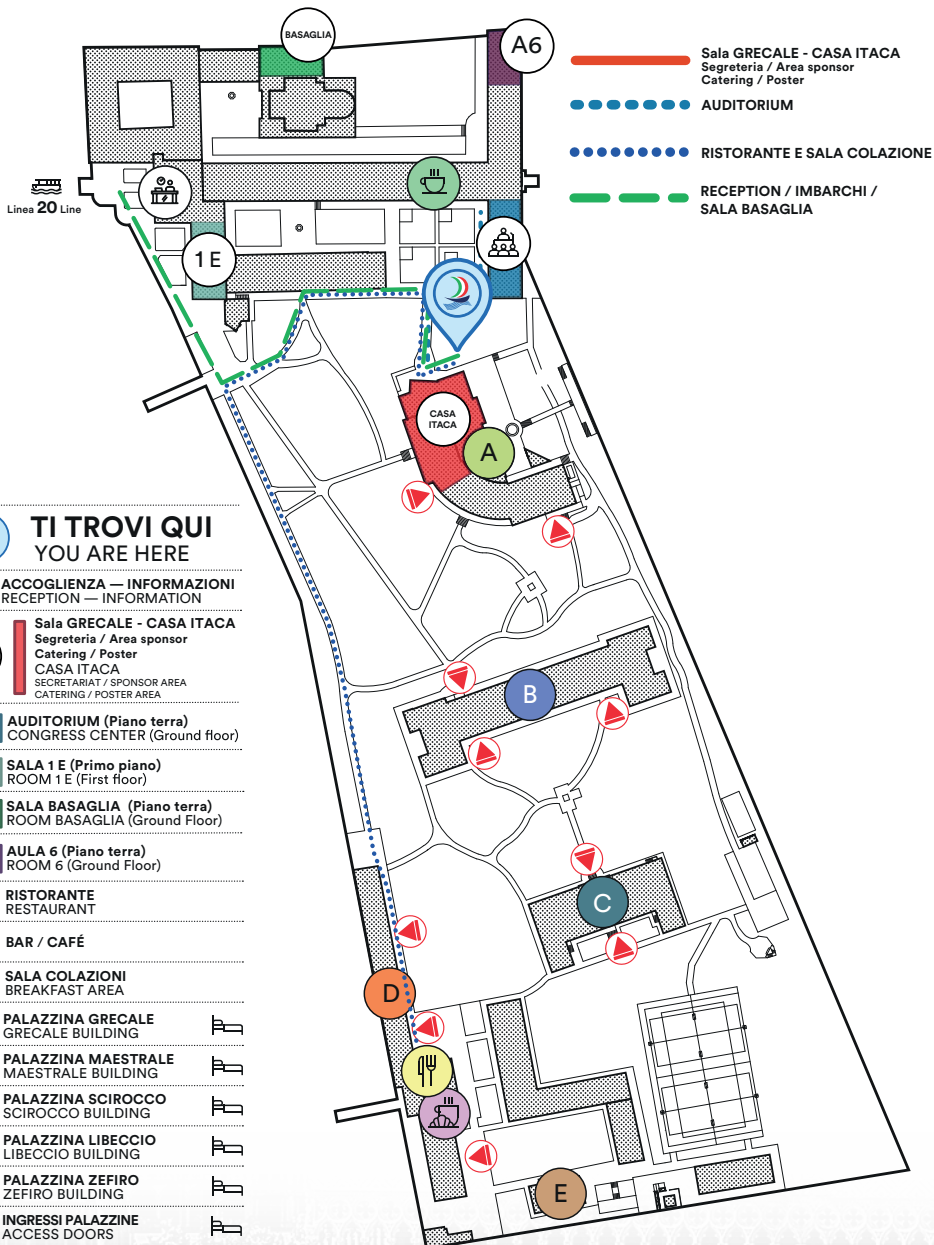 BASAGLIA
A6
Sala GRECALE - CASA ITACA
Segreteria / Area sponsor
Catering / Poster
AUDITORIUM
RISTORANTE E SALA COLAZIONE
RECEPTION / IMBARCHI /
SALA BASAGLIA
Linea 20 Line
1 E
CASA
ITACA
A
TI TROVI QUI
YOU ARE HERE
ACCOGLIENZA — INFORMAZIONI
RECEPTION — INFORMATION
Sala GRECALE - CASA ITACA
Segreteria / Area sponsor
Catering / Poster
CASA ITACA
SECRETARIAT / SPONSOR AREA
CATERING / POSTER AREA
AUDITORIUM (Piano terra)
CONGRESS CENTER (Ground floor)
SALA 1 E (Primo piano)
ROOM 1 E (First floor)
SALA BASAGLIA (Piano terra)
ROOM BASAGLIA (Ground Floor)
AULA 6 (Piano terra)
ROOM 6 (Ground Floor)
RISTORANTE
RESTAURANT
BAR / CAFÉ
SALA COLAZIONI
BREAKFAST AREA
PALAZZINA GRECALE
GRECALE BUILDING
PALAZZINA MAESTRALE
MAESTRALE BUILDING
PALAZZINA SCIROCCO
SCIROCCO BUILDING
PALAZZINA LIBECCIO
LIBECCIO BUILDING
PALAZZINA ZEFIRO
ZEFIRO BUILDING
INGRESSI PALAZZINE
ACCESS DOORS
B
C
D
E